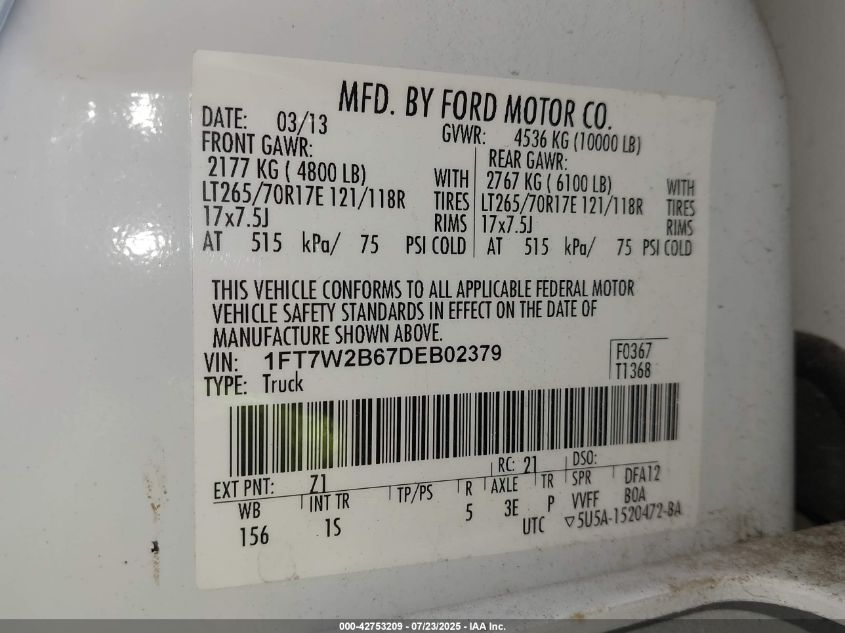 MFD. BY FORD MOTOR CO.
DATE: 03/13 GVWR: 4536 KG (10000 LB)
FRONT GAWR: REAR GAWR:
2177 KG ( 4800 LB) WITH 2767 KG ( 6100 LB) WITH
LT265/70R17E 121/118R TIRES LT265/70R17E 121/118R TIRES
17x7.5J RIMS 17x7.5J RIMS
AT 515 kPa/ 75 PSI COLD AT 515 kPa/ 75 PSI COLD
THIS VEHICLE CONFORMS TO ALL APPLICABLE FEDERAL MOTOR
VEHICLE SAFETY STANDARDS IN EFFECT ON THE DATE OF
MANUFACTURE SHOWN ABOVE.
VIN: 1FT7W2B67DEB02379 F0367
TYPE: Truck T1368
EXT PNT: Z1 RC: 21 DSO:
WB INT TR TP/PS R AXLE TR SPR DFA12
156 1S 5 3E P VVFF BOA
UTC ▽5U5A-1520472-BA
000-42753209 - 07/23/2025 - IAA Inc.